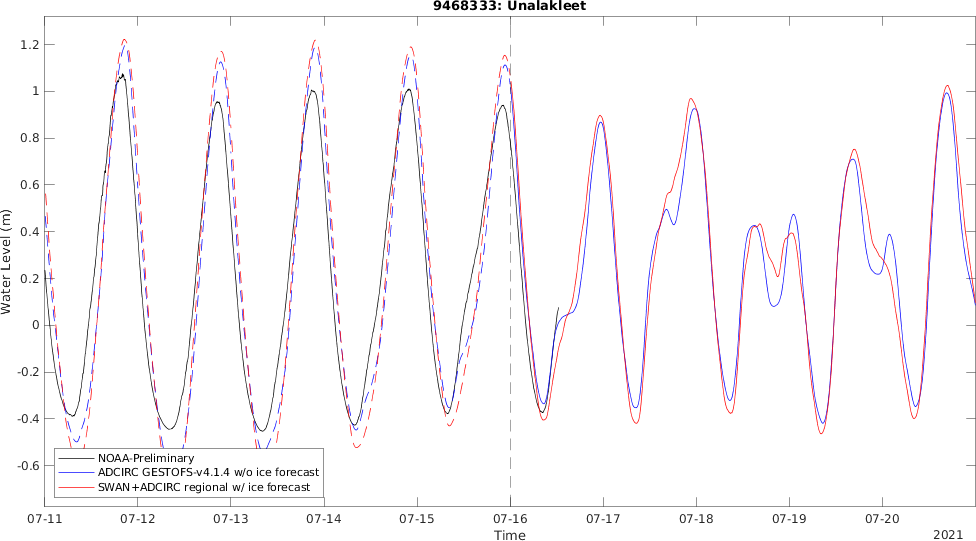 9468333: Unalakleet
1.2
1
0.8
0.6
0.4
0.2
0
-0.2
-0.4
-0.6
Water Level (m)
NOAA-Preliminary
ADCIRC GESTOFS-v4.1.4 w/o ice forecast
SWAN+ADCIRC regional w/ ice forecast
07-11 07-12 07-13 07-14 07-15 07-16 07-17 07-18 07-19 07-20
Time
2021